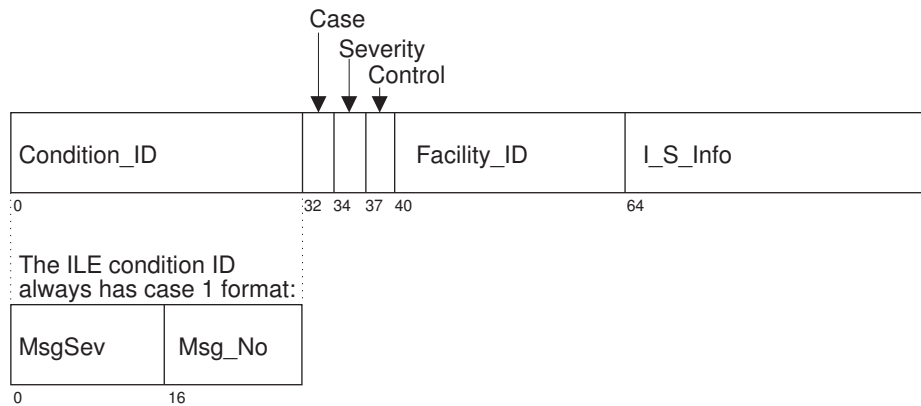 Case
Severity
Control
Condition_ID Facility_ID I_S_Info
0 32 34 37 40 64
The ILE condition ID
always has case 1 format:
MsgSev Msg_No
0 16